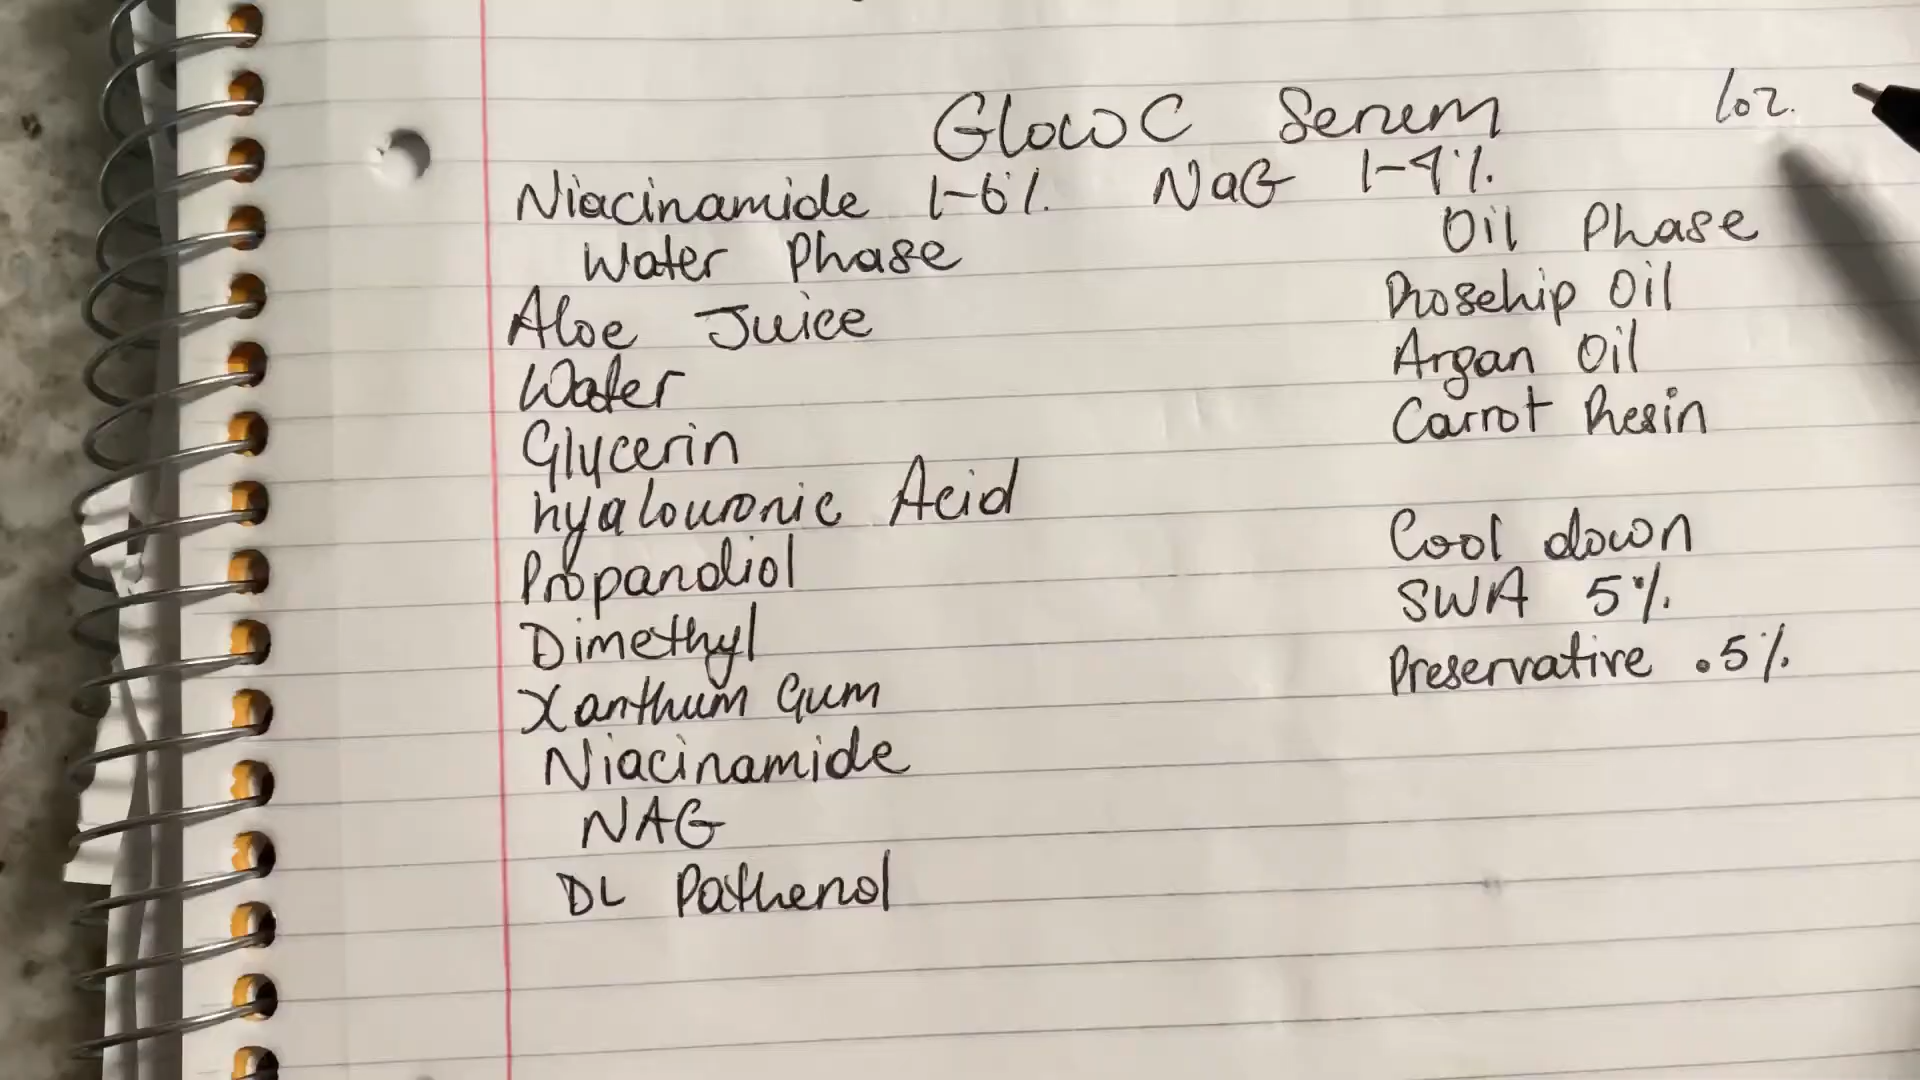 GlowC Serum 1oz.
Niacinamide 1-6% NaG 1-4%
Water Phase
Aloe Juice
Water
Glycerin
hyalouronic Acid
Propandiol
Dimethyl
Xanthum Gum
Niacinamide
NAG
DL Pathenol
Oil Phase
Rosehip Oil
Argan Oil
Carrot Resin
Cool down
SWA 5%
Preservative .5%